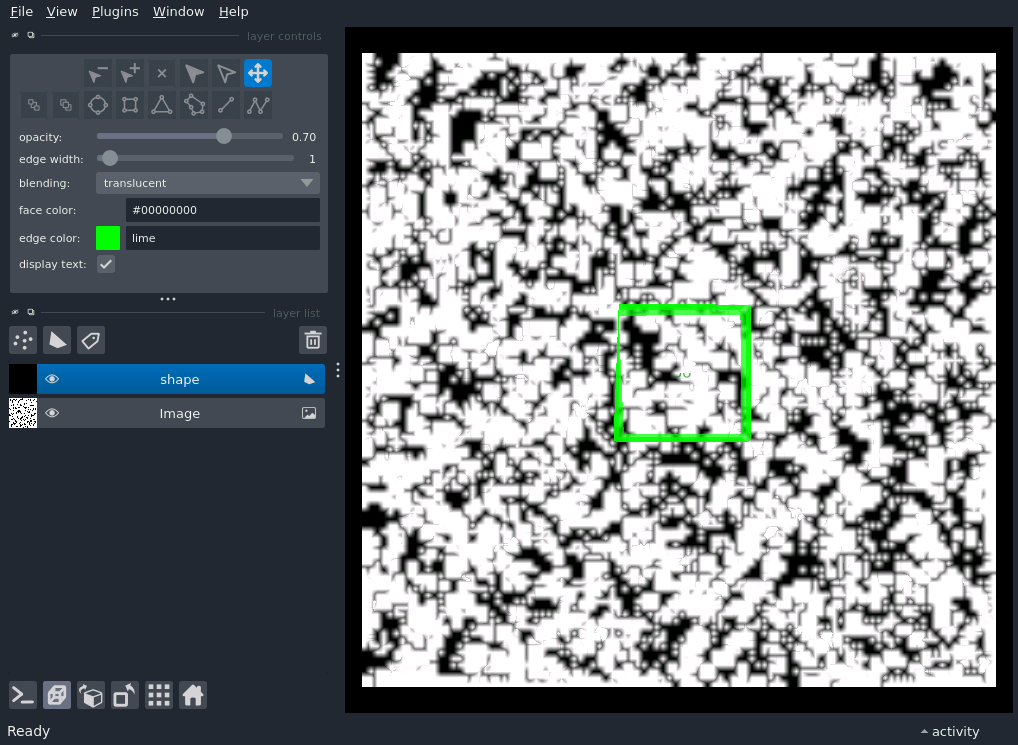 File View Plugins Window Help
layer controls
opacity: 0.70
edge width: 1
blending: translucent
face color: #00000000
edge color: lime
display text:
layer list
shape
Image
Ready
activity